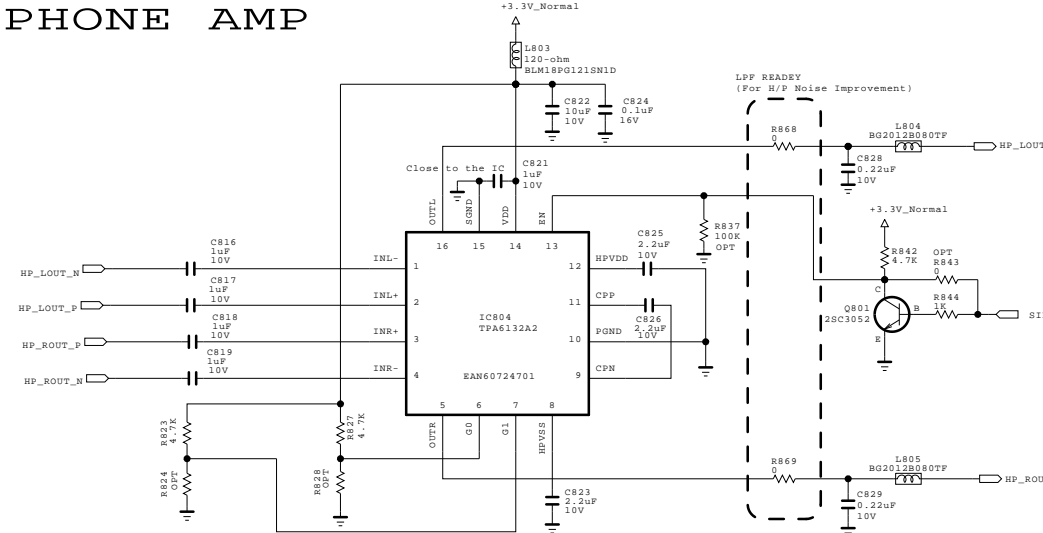 PHONE AMP
+3.3V_Normal
L803
120-ohm
BLM18PG121SN1D
C822
10uF
10V
C824
0.1uF
16V
LPF READEY
(For H/P Noise Improvement)
R868
0
L804
BG2012B080TF
HP_LOUT
C828
0.22uF
10V
Close to the IC
C821
1uF
10V
OUTL
SGND
VDD
EN
16
15
14
13
R837
100K
OPT
+3.3V_Normal
R842
4.7K
OPT
R843
0
R844
1K
C
B
E
Q801
2SC3052
SI
HP_LOUT_N
C816
1uF
10V
INL-
1
HP_LOUT_P
C817
1uF
10V
INL+
2
HP_ROUT_P
C818
1uF
10V
INR+
3
HP_ROUT_N
C819
1uF
10V
INR-
4
IC804
TPA6132A2
EAN60724701
12
HPVDD
C825
2.2uF
10V
11
CPP
C826
2.2uF
10V
10
PGND
9
CPN
5
6
7
8
OUTR
G0
G1
HPVSS
R823
4.7K
R824
OPT
R827
4.7K
R828
OPT
C823
2.2uF
10V
R869
0
L805
BG2012B080TF
HP_ROU
C829
0.22uF
10V